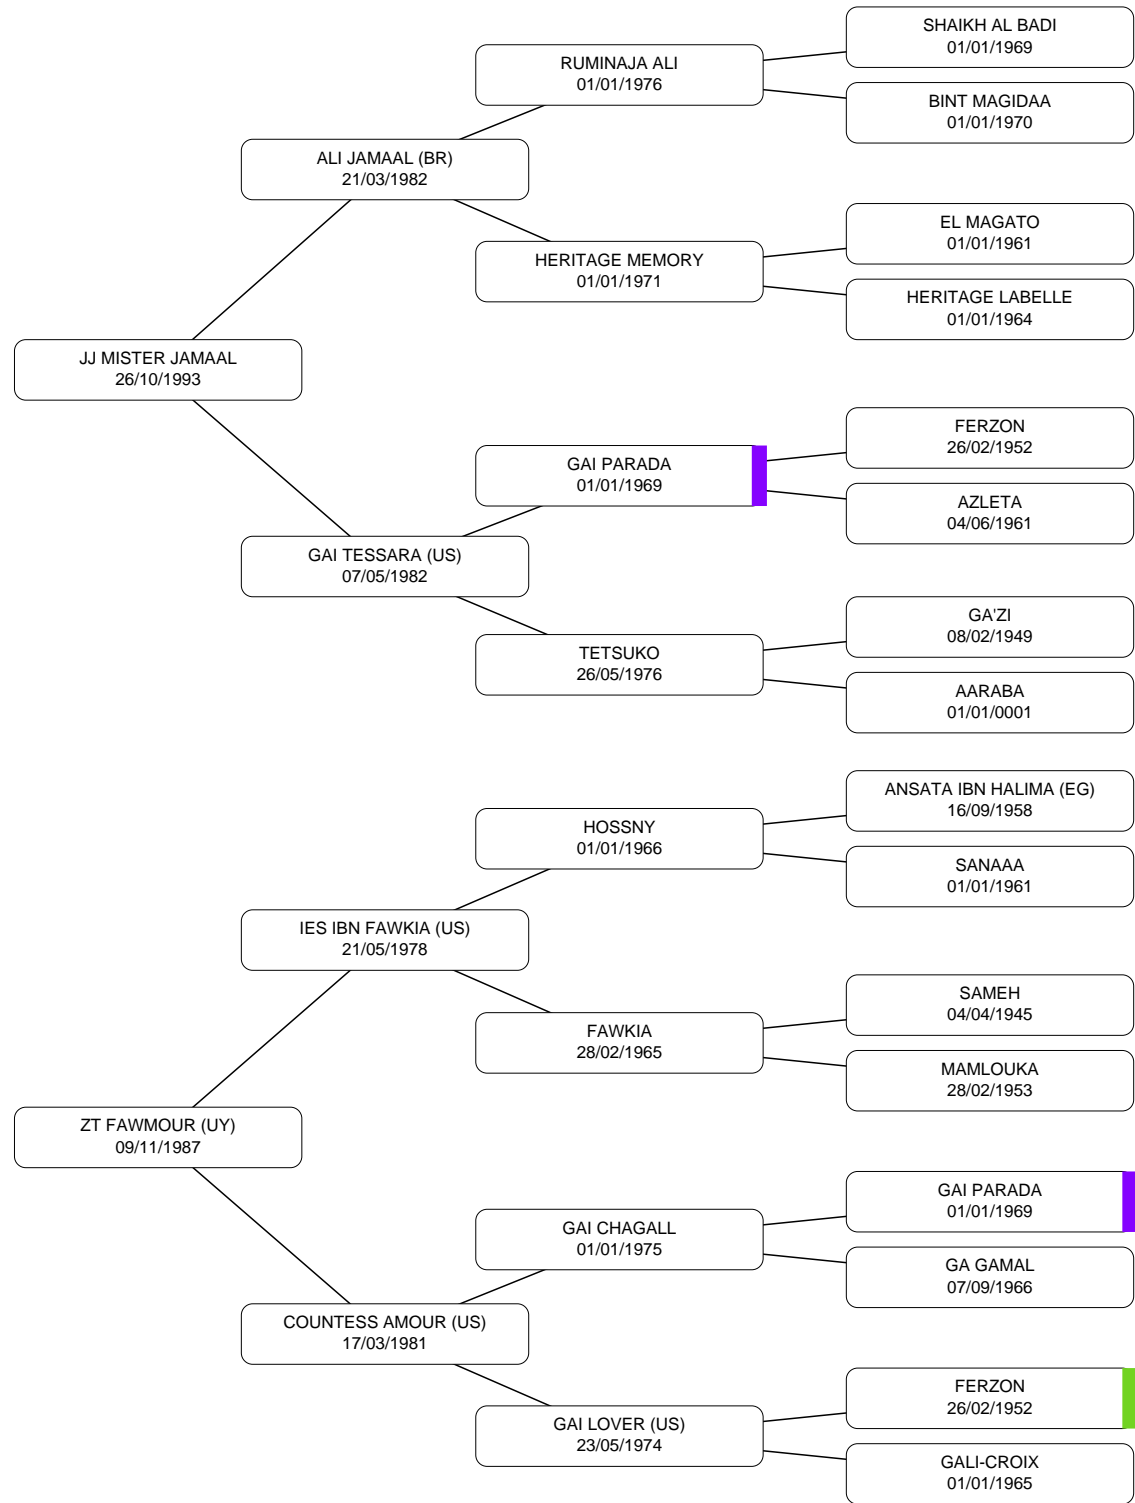 SHAIKH AL BADI
01/01/1969
RUMINAJA ALI
01/01/1976
BINT MAGIDAA
01/01/1970
ALI JAMAAL (BR)
21/03/1982
EL MAGATO
01/01/1961
HERITAGE MEMORY
01/01/1971
HERITAGE LABELLE
01/01/1964
JJ MISTER JAMAAL
26/10/1993
FERZON
26/02/1952
GAI PARADA
01/01/1969
AZLETA
04/06/1961
GAI TESSARA (US)
07/05/1982
GA'ZI
08/02/1949
TETSUKO
26/05/1976
AARABA
01/01/0001
ANSATA IBN HALIMA (EG)
16/09/1958
HOSSNY
01/01/1966
SANAAA
01/01/1961
IES IBN FAWKIA (US)
21/05/1978
SAMEH
04/04/1945
FAWKIA
28/02/1965
MAMLOUKA
28/02/1953
ZT FAWMOUR (UY)
09/11/1987
GAI PARADA
01/01/1969
GAI CHAGALL
01/01/1975
GA GAMAL
07/09/1966
COUNTESS AMOUR (US)
17/03/1981
FERZON
26/02/1952
GAI LOVER (US)
23/05/1974
GALI-CROIX
01/01/1965